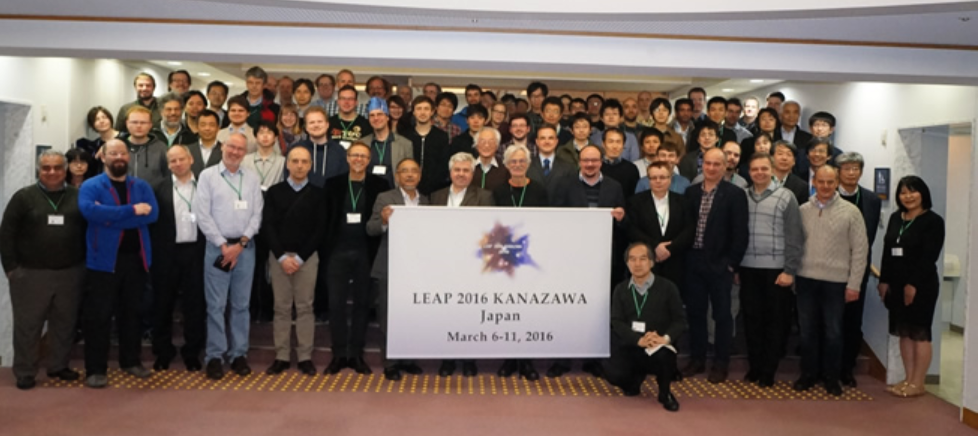 LEAP 2016 KANAZAWA
Japan
March 6-11, 2016